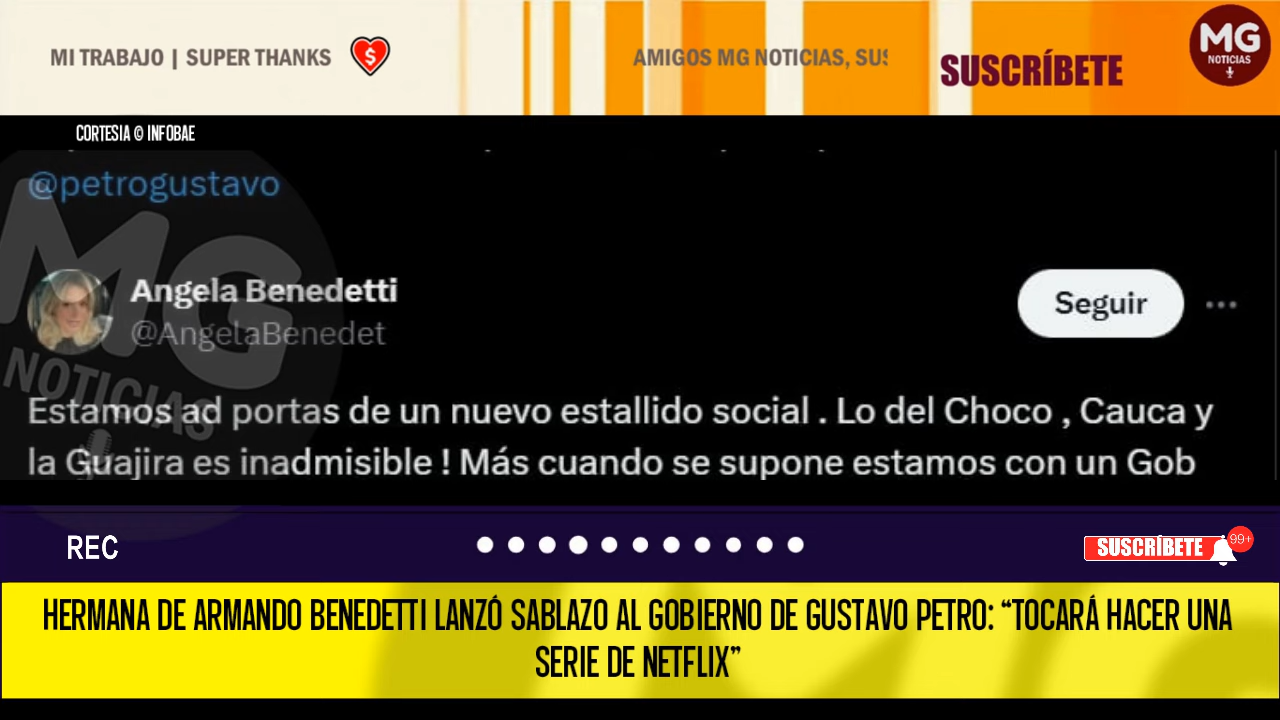 MI TRABAJO | SUPER THANKS
$
AMIGOS MG NOTICIAS, SUS
SUSCRÍBETE
MG
NOTICIAS
CORTESIA © INFOBAE
@petrogustavo
MG
NOTICIAS
Angela Benedetti
@AngelaBenedet
Seguir
Estamos ad portas de un nuevo estallido social . Lo del Choco , Cauca y
la Guajira es inadmisible ! Más cuando se supone estamos con un Gob
REC
SUSCRÍBETE
99+
HERMANA DE ARMANDO BENEDETTI LANZÓ SABLAZO AL GOBIERNO DE GUSTAVO PETRO: “TOCARÁ HACER UNA
SERIE DE NETFLIX”